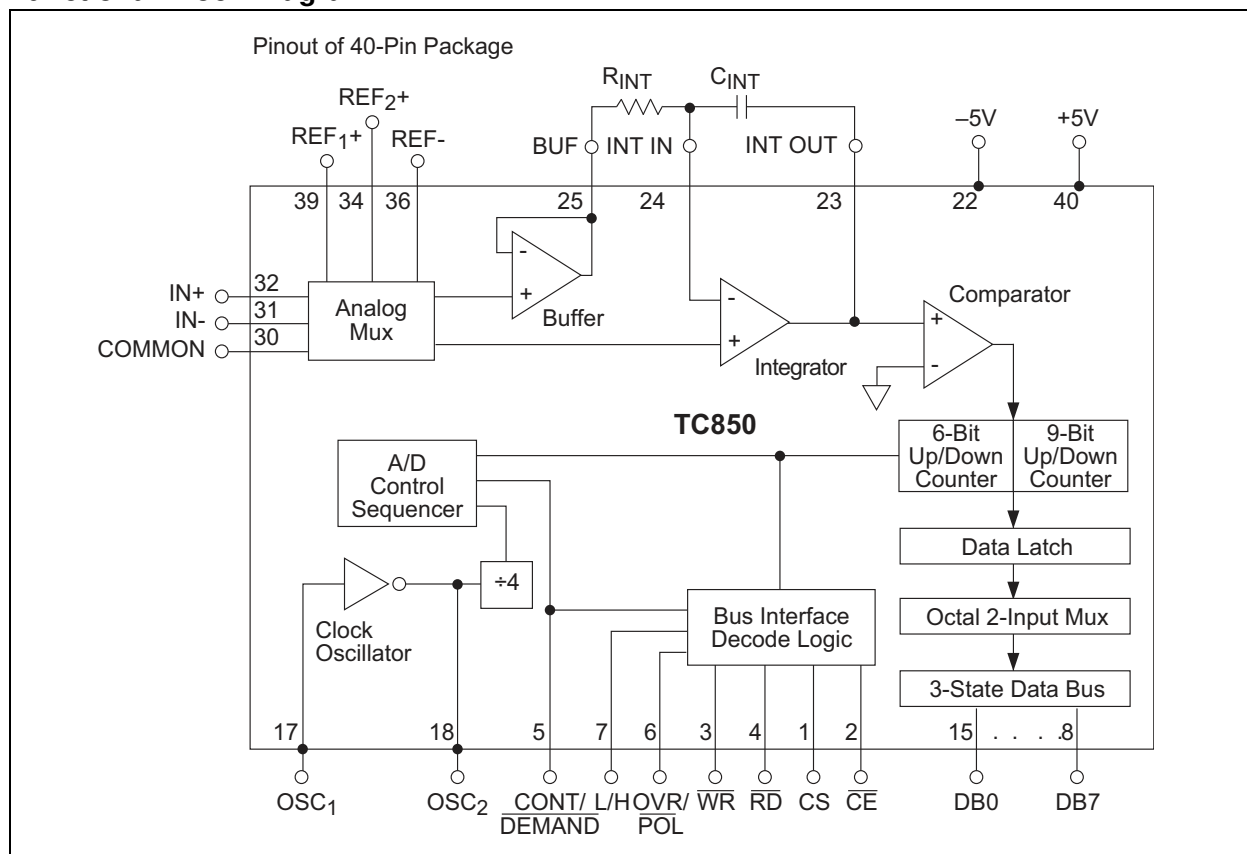 Pinout of 40-Pin Package
RINT
CINT
REF2+
REF1+
REF-
BUF
INT IN
INT OUT
–5V
+5V
39
34
36
25
24
23
22
40
IN+
32
IN-
31
COMMON
30
Analog
Mux
-
+
Buffer
-
+
Integrator
Comparator
+
-
TC850
A/D
Control
Sequencer
6-Bit
Up/Down
Counter
9-Bit
Up/Down
Counter
Data Latch
÷4
Clock
Oscillator
Bus Interface
Decode Logic
Octal 2-Input Mux
3-State Data Bus
17
18
5
7
6
3
4
1
2
15 . . . . 8
OSC1
OSC2
CONT/
DEMAND
L/H
OVR/
POL
WR
RD
CS
CE
DB0
DB7